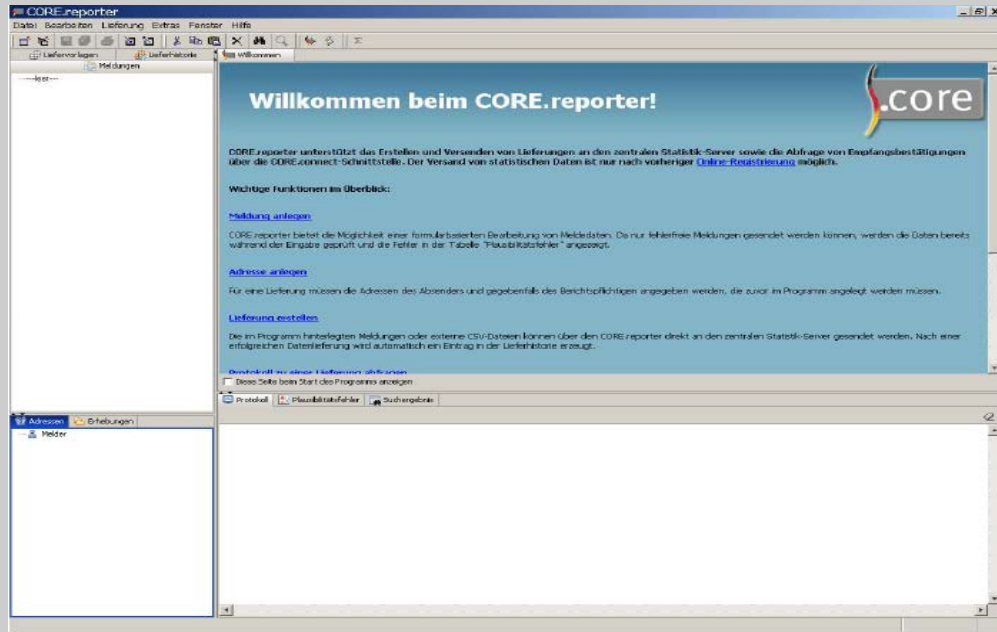 CORE.reporter
Datei Bearbeiten Lieferung Extras Fenster Hilfe
Liefervorlagen Lieferhistorie
Meldungen
---leer---
Willkommen
Willkommen beim CORE.reporter!
.core
CORE.reporter unterstützt das Erstellen und Versenden von Lieferungen an den zentralen Statistik-Server sowie die Abfrage von Empfangsbestätigungen
über die CORE.connect-Schnittstelle. Der Versand von statistischen Daten ist nur nach vorheriger Online-Registrierung möglich.
Wichtige Funktionen im Überblick:
Meldung anlegen
CORE.reporter bietet die Möglichkeit einer formularbasierten Bearbeitung von Meldedaten. Da nur fehlerfreie Meldungen gesendet werden können, werden die Daten bereits
während der Eingabe geprüft und die Fehler in der Tabelle "Plausibilitätsfehler" angezeigt.
Adresse anlegen
Für eine Lieferung müssen die Adressen des Absenders und gegebenfalls des Berichtspflichtigen angegeben werden, die zuvor im Programm angelegt werden müssen.
Lieferung erstellen
Die im Programm hinterlegten Meldungen oder externe CSV-Dateien können über den CORE.reporter direkt an den zentralen Statistik-Server gesendet werden. Nach einer
erfolgreichen Datenlieferung wird automatisch ein Eintrag in der Lieferhistorie erzeugt.
Protokoll zu einer Lieferung abfragen
Diese Seite beim Start des Programms anzeigen
Protokoll Plausibilitätsfehler Suchergebnis
Adressen Erhebungen
Melder